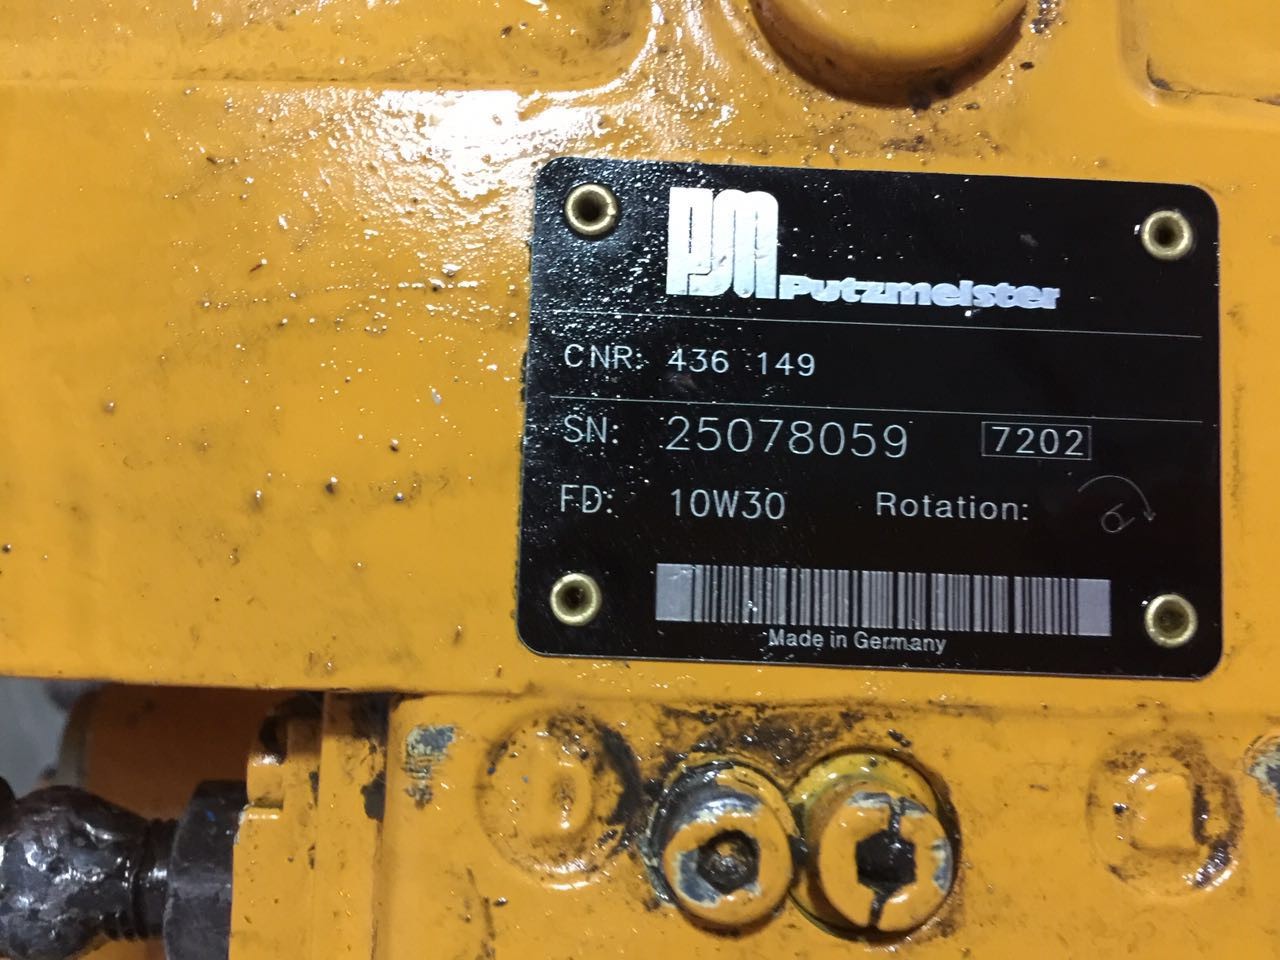 PM Putzmeister
CNR: 436 149
SN: 25078059 7202
FD: 10W30 Rotation:
Made in Germany